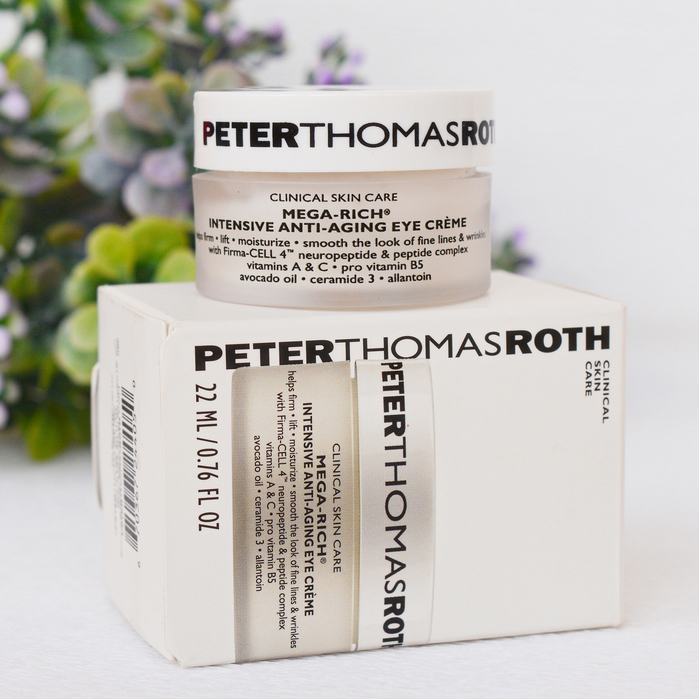 PETERTHOMASROT
CLINICAL SKIN CARE
MEGA-RICH®
INTENSIVE ANTI-AGING EYE CRÈME
helps firm • lift • moisturize • smooth the look of fine lines & wrinkles
with Firma-CELL 4™ neuropeptide & peptide complex
vitamins A & C • pro vitamin B5
avocado oil • ceramide 3 • allantoin
PETERTHOMASROTH
CLINICAL
SKIN
CARE
22 ML / 0.76 FL OZ
PETERTHOMASROTH
CLINICAL SKIN CARE
MEGA-RICH®
INTENSIVE ANTI-AGING EYE CRÈME
helps firm • lift • moisturize • smooth the look of fine lines & wrinkles
with Firma-CELL 4™ neuropeptide & peptide complex
vitamins A & C • pro vitamin B5
avocado oil • ceramide 3 • allantoin